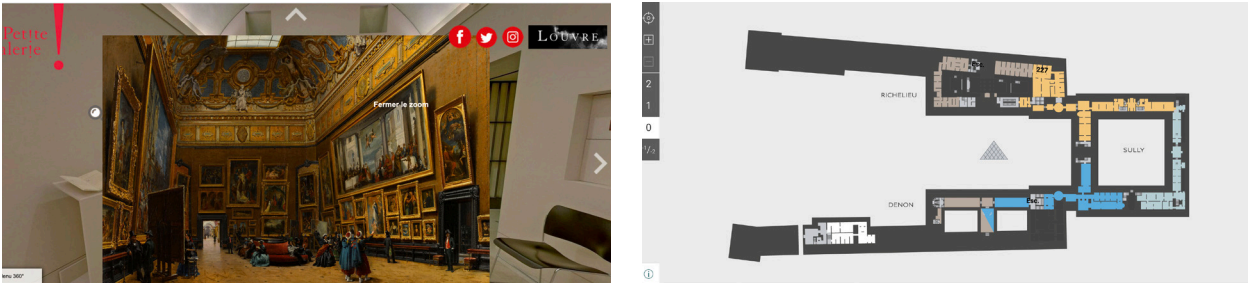 Petite
alerie
!
LOUVRE
Fermer le zoom
enu 360°
2
1
0
-1/-2
RICHELIEU
Esc.
227
SULLY
DENON
Esc.